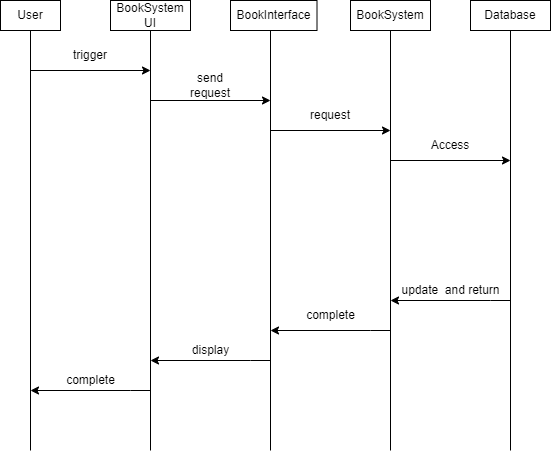 User
BookSystem
UI
BookInterface
BookSystem
Database
trigger
send
request
request
Access
update  and return
complete
display
complete